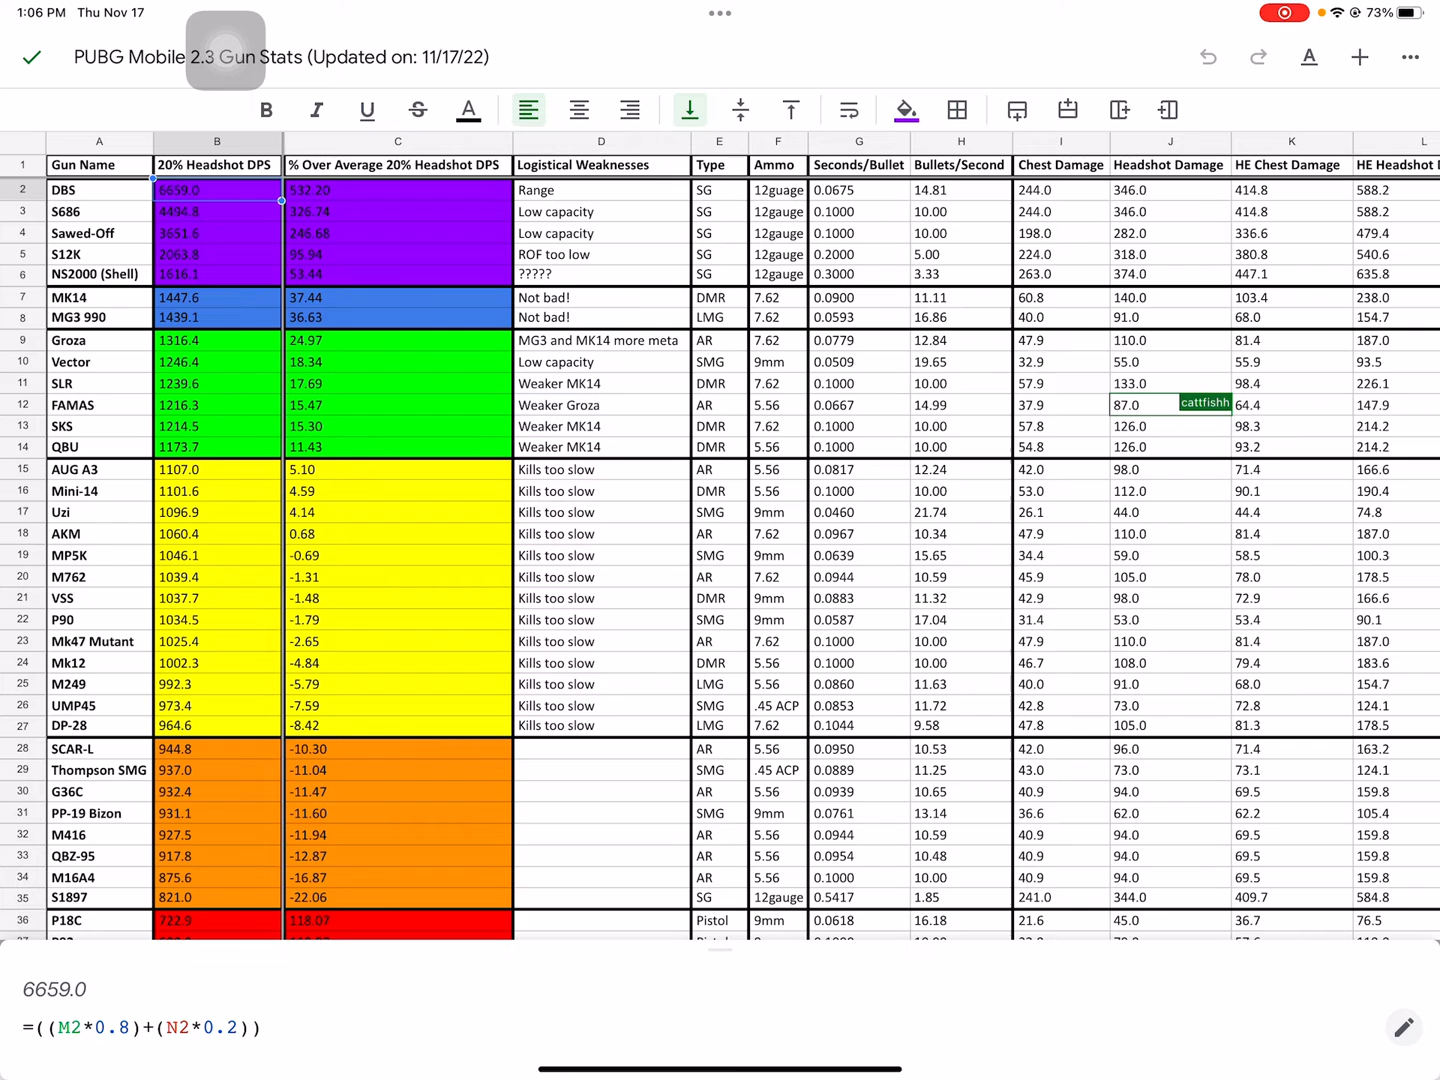 1:06 PM Thu Nov 17 73%
PUBG Mobile 2.3 Gun Stats (Updated on: 11/17/22)
B I U S A
A B C D E F G H I J K L
1 Gun Name 20% Headshot DPS % Over Average 20% Headshot DPS Logistical Weaknesses Type Ammo Seconds/Bullet Bullets/Second Chest Damage Headshot Damage HE Chest Damage HE Headshot D
2 DBS 6659.0 532.20 Range SG 12guage 0.0675 14.81 244.0 346.0 414.8 588.2
3 S686 4494.8 326.74 Low capacity SG 12gauge 0.1000 10.00 244.0 346.0 414.8 588.2
4 Sawed-Off 3651.6 246.68 Low capacity SG 12gauge 0.1000 10.00 198.0 282.0 336.6 479.4
5 S12K 2063.8 95.94 ROF too low SG 12gauge 0.2000 5.00 224.0 318.0 380.8 540.6
6 NS2000 (Shell) 1616.1 53.44 ????? SG 12gauge 0.3000 3.33 263.0 374.0 447.1 635.8
7 MK14 1447.6 37.44 Not bad! DMR 7.62 0.0900 11.11 60.8 140.0 103.4 238.0
8 MG3 990 1439.1 36.63 Not bad! LMG 7.62 0.0593 16.86 40.0 91.0 68.0 154.7
9 Groza 1316.4 24.97 MG3 and MK14 more meta AR 7.62 0.0779 12.84 47.9 110.0 81.4 187.0
10 Vector 1246.4 18.34 Low capacity SMG 9mm 0.0509 19.65 32.9 55.0 55.9 93.5
11 SLR 1239.6 17.69 Weaker MK14 DMR 7.62 0.1000 10.00 57.9 133.0 98.4 226.1
12 FAMAS 1216.3 15.47 Weaker Groza AR 5.56 0.0667 14.99 37.9 87.0 cattfishh 64.4 147.9
13 SKS 1214.5 15.30 Weaker MK14 DMR 7.62 0.1000 10.00 57.8 126.0 98.3 214.2
14 QBU 1173.7 11.43 Weaker MK14 DMR 5.56 0.1000 10.00 54.8 126.0 93.2 214.2
15 AUG A3 1107.0 5.10 Kills too slow AR 5.56 0.0817 12.24 42.0 98.0 71.4 166.6
16 Mini-14 1101.6 4.59 Kills too slow DMR 5.56 0.1000 10.00 53.0 112.0 90.1 190.4
17 Uzi 1096.9 4.14 Kills too slow SMG 9mm 0.0460 21.74 26.1 44.0 44.4 74.8
18 AKM 1060.4 0.68 Kills too slow AR 7.62 0.0967 10.34 47.9 110.0 81.4 187.0
19 MP5K 1046.1 -0.69 Kills too slow SMG 9mm 0.0639 15.65 34.4 59.0 58.5 100.3
20 M762 1039.4 -1.31 Kills too slow AR 7.62 0.0944 10.59 45.9 105.0 78.0 178.5
21 VSS 1037.7 -1.48 Kills too slow DMR 9mm 0.0883 11.32 42.9 98.0 72.9 166.6
22 P90 1034.5 -1.79 Kills too slow SMG 9mm 0.0587 17.04 31.4 53.0 53.4 90.1
23 Mk47 Mutant 1025.4 -2.65 Kills too slow AR 7.62 0.1000 10.00 47.9 110.0 81.4 187.0
24 Mk12 1002.3 -4.84 Kills too slow DMR 5.56 0.1000 10.00 46.7 108.0 79.4 183.6
25 M249 992.3 -5.79 Kills too slow LMG 5.56 0.0860 11.63 40.0 91.0 68.0 154.7
26 UMP45 973.4 -7.59 Kills too slow SMG .45 ACP 0.0853 11.72 42.8 73.0 72.8 124.1
27 DP-28 964.6 -8.42 Kills too slow LMG 7.62 0.1044 9.58 47.8 105.0 81.3 178.5
28 SCAR-L 944.8 -10.30 AR 5.56 0.0950 10.53 42.0 96.0 71.4 163.2
29 Thompson SMG 937.0 -11.04 SMG .45 ACP 0.0889 11.25 43.0 73.0 73.1 124.1
30 G36C 932.4 -11.47 AR 5.56 0.0939 10.65 40.9 94.0 69.5 159.8
31 PP-19 Bizon 931.1 -11.60 SMG 9mm 0.0761 13.14 36.6 62.0 62.2 105.4
32 M416 927.5 -11.94 AR 5.56 0.0944 10.59 40.9 94.0 69.5 159.8
33 QBZ-95 917.8 -12.87 AR 5.56 0.0954 10.48 40.9 94.0 69.5 159.8
34 M16A4 875.6 -16.87 AR 5.56 0.1000 10.00 40.9 94.0 69.5 159.8
35 S1897 821.0 -22.06 SG 12gauge 0.5417 1.85 241.0 344.0 409.7 584.8
36 P18C 722.9 118.07 Pistol 9mm 0.0618 16.18 21.6 45.0 36.7 76.5
6659.0
=((M2*0.8)+(N2*0.2))